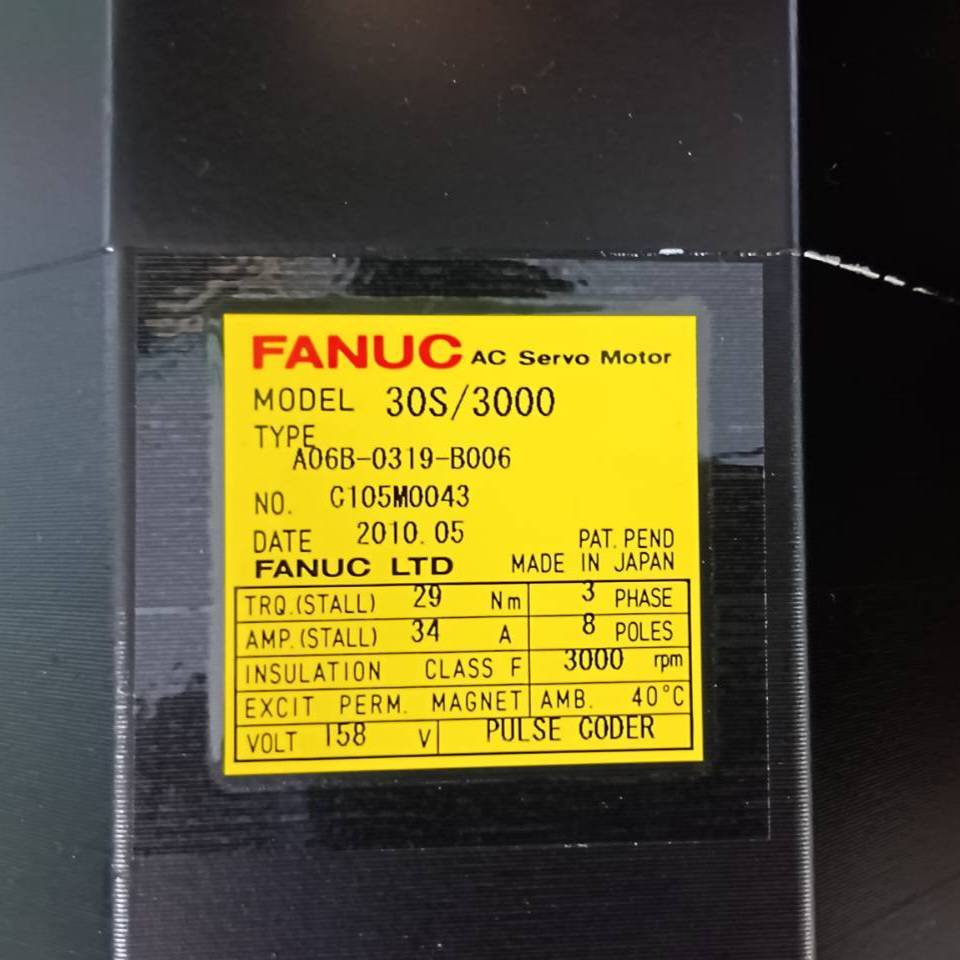 FANUC AC Servo Motor
MODEL 30S/3000
TYPE
A06B-0319-B006
NO. C105M0043
DATE 2010.05 PAT. PEND
FANUC LTD MADE IN JAPAN
TRQ.(STALL) 29 Nm 3 PHASE
AMP.(STALL) 34 A 8 POLES
INSULATION CLASS F 3000 rpm
EXCIT PERM. MAGNET AMB. 40°C
VOLT 158 V PULSE CODER